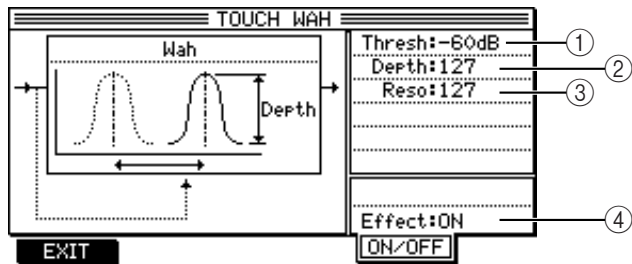 TOUCH WAH
Wah
Depth
Thresh:-60dB
①
Depth:127
②
Reso:127
③
Effect:ON
④
EXIT
ON/OFF